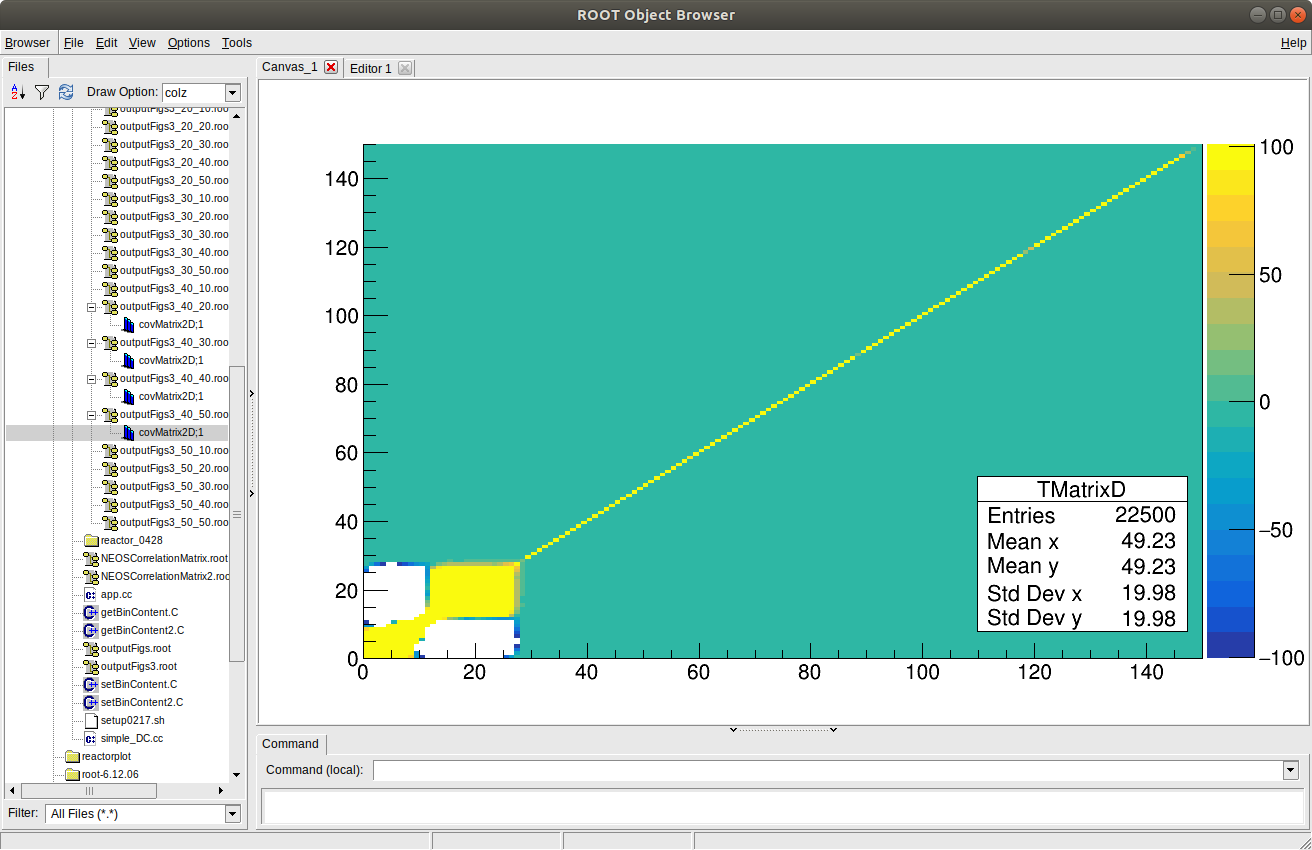 ROOT Object Browser
Browser File Edit View Options Tools Help
Files
Draw Option: colz
outputFigs3_20_10.roo
outputFigs3_20_20.roo
outputFigs3_20_30.roo
outputFigs3_20_40.roo
outputFigs3_20_50.roo
outputFigs3_30_10.roo
outputFigs3_30_20.roo
outputFigs3_30_30.roo
outputFigs3_30_40.roo
outputFigs3_30_50.roo
outputFigs3_40_10.roo
outputFigs3_40_20.roo
covMatrix2D;1
outputFigs3_40_30.roo
covMatrix2D;1
outputFigs3_40_40.roo
covMatrix2D;1
outputFigs3_40_50.roo
covMatrix2D;1
outputFigs3_50_10.roo
outputFigs3_50_20.roo
outputFigs3_50_30.roo
outputFigs3_50_40.roo
outputFigs3_50_50.roo
reactor_0428
NEOSCorrelationMatrix.root
NEOSCorrelationMatrix2.roo
app.cc
getBinContent.C
getBinContent2.C
outputFigs.root
outputFigs3.root
setBinContent.C
setBinContent2.C
setup0217.sh
simple_DC.cc
reactorplot
root-6.12.06
Filter: All Files (*.*)
Canvas_1 Editor 1
140
120
100
80
60
40
20
0
0 20 40 60 80 100 120 140
TMatrixD
Entries 22500
Mean x 49.23
Mean y 49.23
Std Dev x 19.98
Std Dev y 19.98
100
50
0
−50
−100
Command
Command (local):